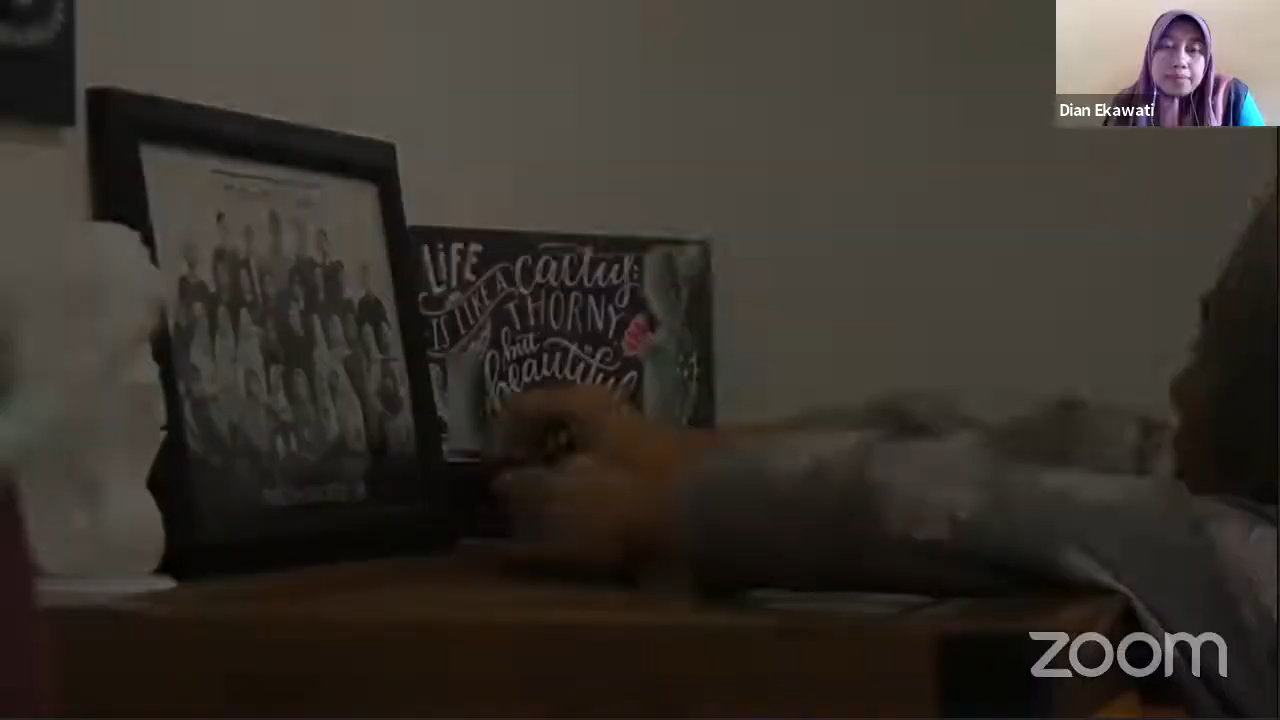 Dian Ekawati
LiFE
IS LIKE A
cactus:
THORNY
but
beautiful
zoom